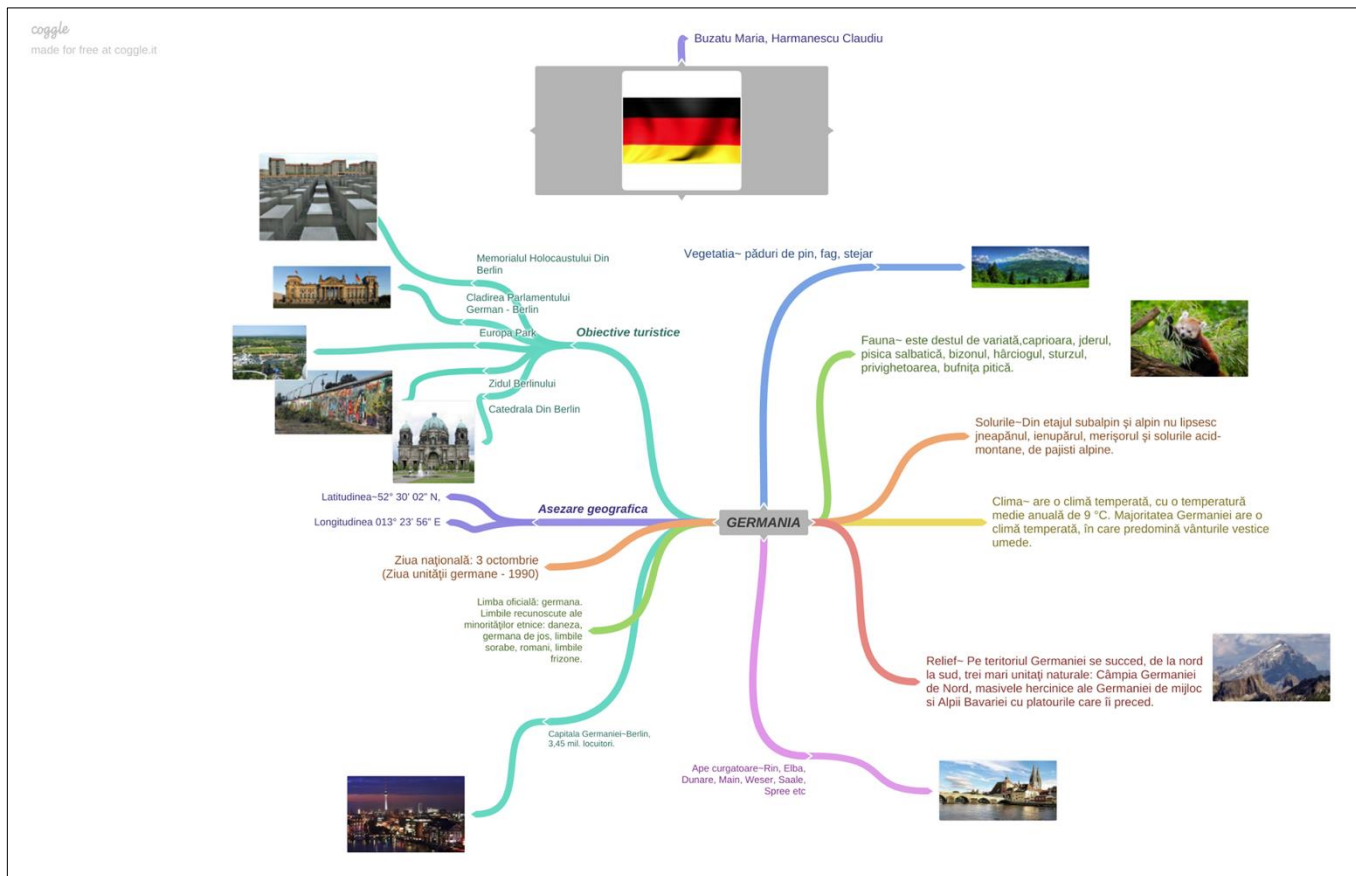 coggle
made for free at coggle.it
Buzatu Maria, Harmanescu Claudiu
Memorialul Holocaustului Din
Berlin
Cladirea Parlamentului
German - Berlin
Europa Park
Obiective turistice
Zidul Berlinului
Catedrala Din Berlin
Latitudinea~52° 30' 02" N,
Longitudinea 013° 23' 56" E
Asezare geografica
Ziua naţională: 3 octombrie
(Ziua unităţii germane - 1990)
Limba oficială: germana.
Limbile recunoscute ale
minorităţilor etnice: daneza,
germana de jos, limbile
sorabe, romani, limbile
frizone.
Capitala Germaniei~Berlin,
3,45 mil. locuitori.
GERMANIA
Vegetatia~ păduri de pin, fag, stejar
Fauna~ este destul de variată,caprioara, jderul,
pisica salbatică, bizonul, hârciogul, sturzul,
privighetoarea, bufniţa pitică.
Solurile~Din etajul subalpin şi alpin nu lipsesc
jneapănul, ienupărul, merişorul şi solurile acid-
montane, de pajisti alpine.
Clima~ are o climă temperată, cu o temperatură
medie anuală de 9 °C. Majoritatea Germaniei are o
climă temperată, în care predomină vânturile vestice
umede.
Relief~ Pe teritoriul Germaniei se succed, de la nord
la sud, trei mari unitaţi naturale: Câmpia Germaniei
de Nord, masivele hercinice ale Germaniei de mijloc
si Alpii Bavariei cu platourile care îi preced.
Ape curgatoare~Rin, Elba,
Dunare, Main, Weser, Saale,
Spree etc